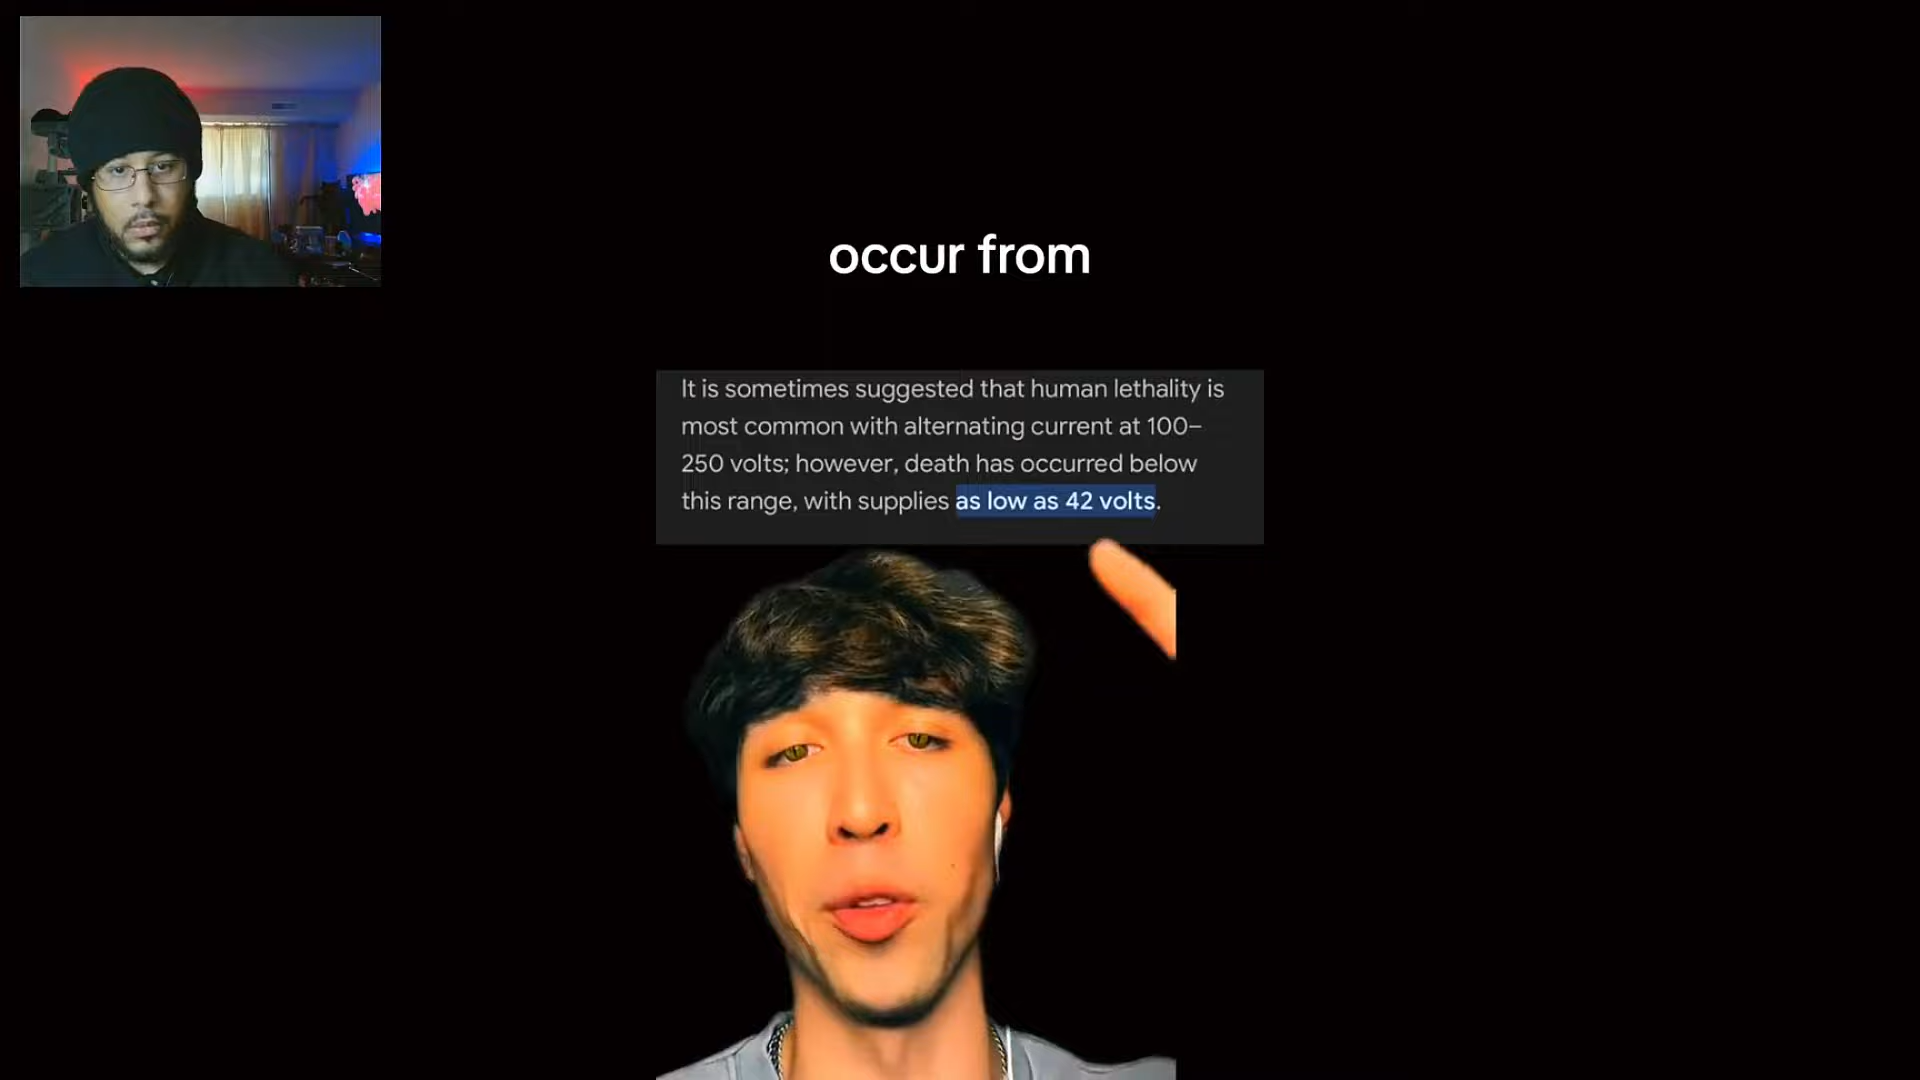 occur from
It is sometimes suggested that human lethality is
most common with alternating current at 100–
250 volts; however, death has occurred below
this range, with supplies as low as 42 volts.